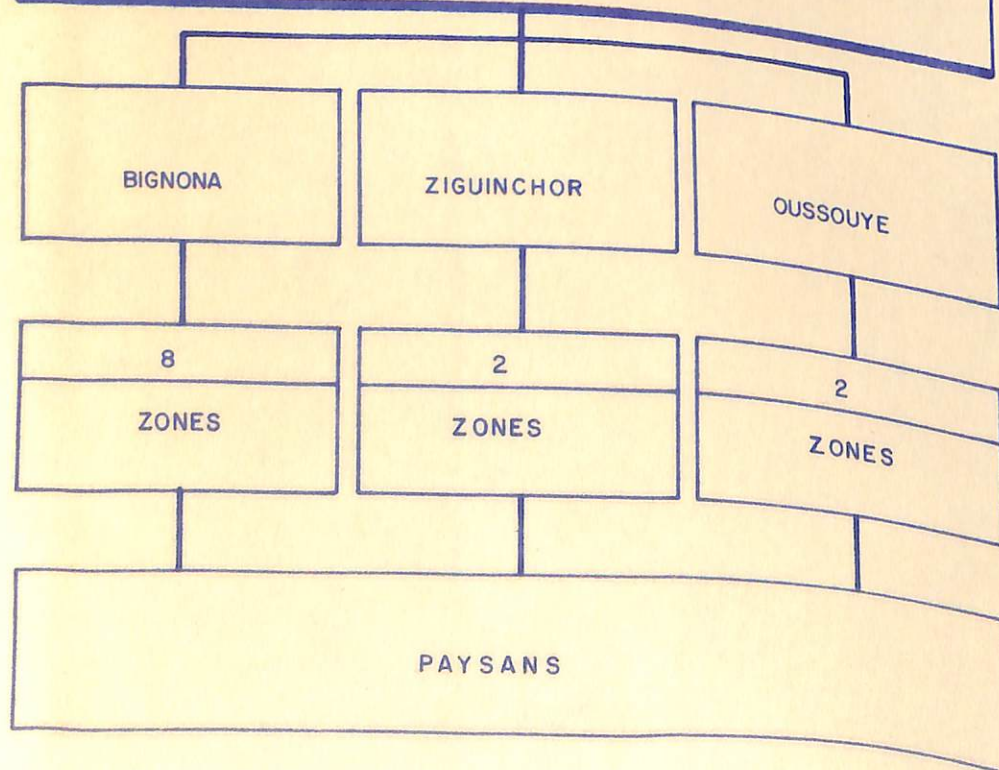 BIGNONA
ZIGUINCHOR
OUSSOUYE
8
2
2
ZONES
ZONES
ZONES
PAYSANS